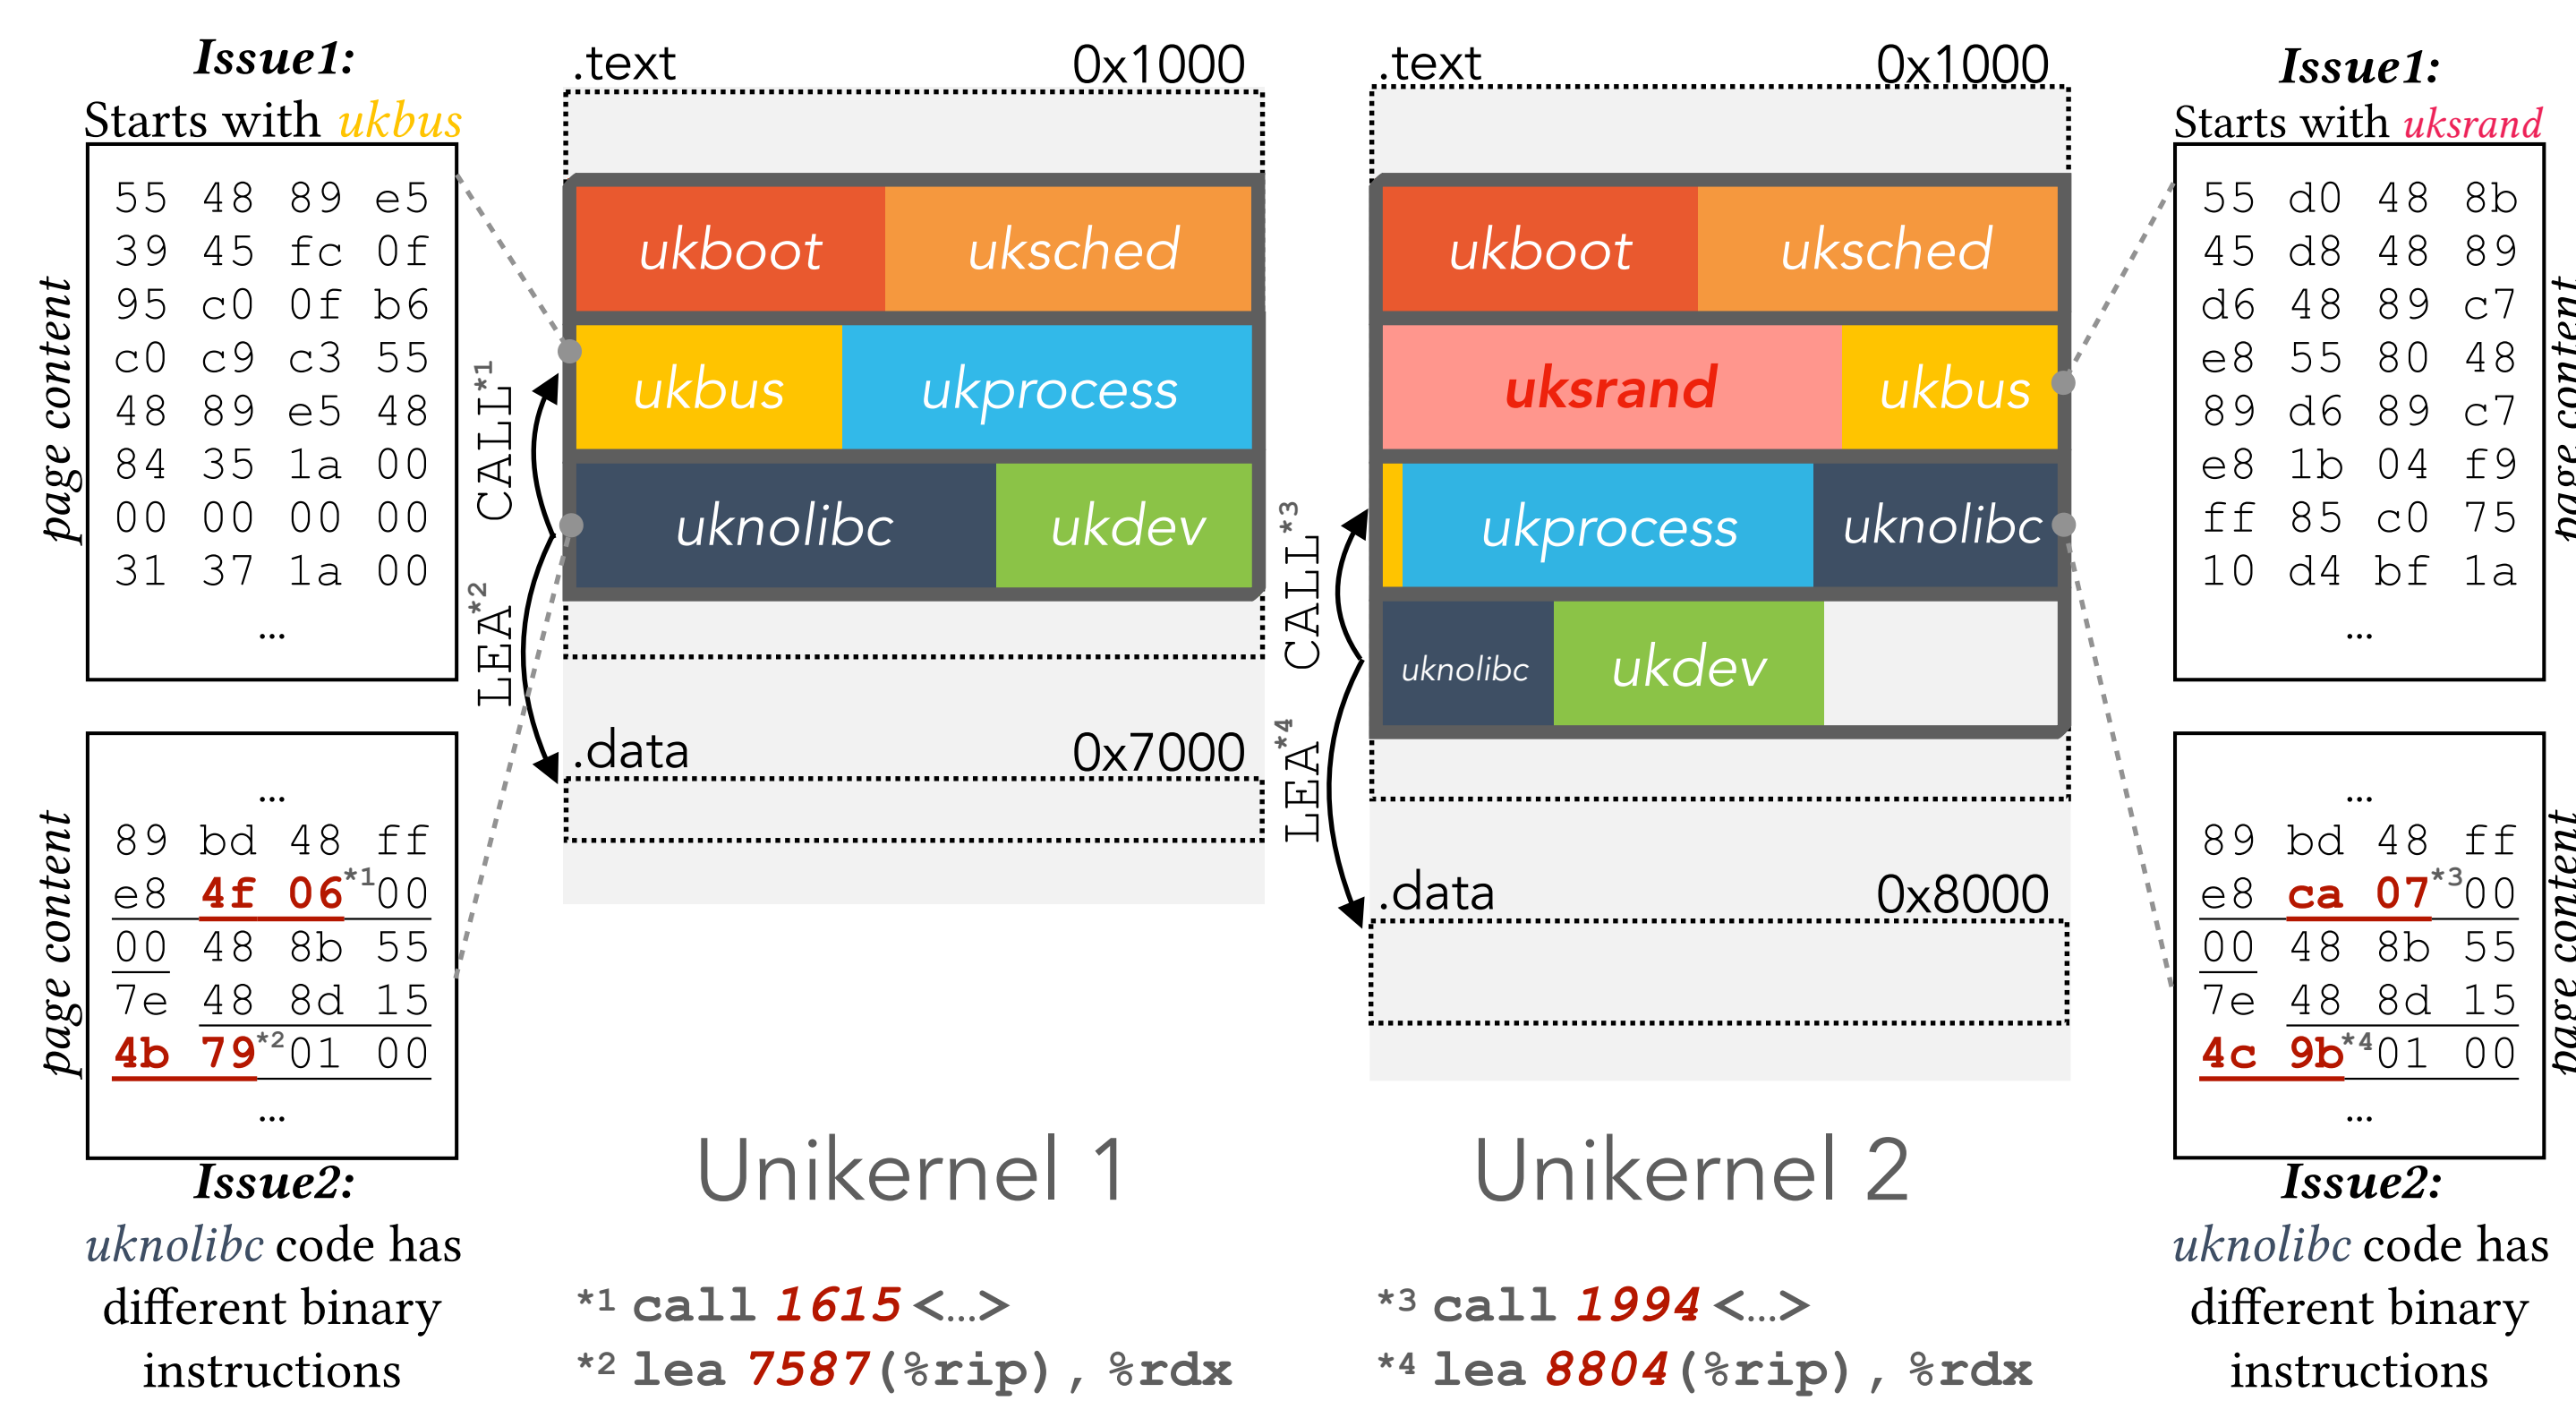 Issue1:
Starts with ukbus
page content
55 48 89 e5
39 45 fc 0f
95 c0 0f b6
c0 c9 c3 55
48 89 e5 48
84 35 1a 00
00 00 00 00
31 37 1a 00
...
page content
...
89 bd 48 ff
e8 4f 06*1 00
00 48 8b 55
7e 48 8d 15
4b 79*2 01 00
...
Issue2:
uknolibc code has
different binary
instructions
CALL*1
LEA*2
.text 0x1000
ukboot uksched
ukbus ukprocess
uknolibc ukdev
.data 0x7000
Unikernel 1
*1 call 1615 <...>
*2 lea 7587(%rip), %rdx
CALL*3
LEA*4
.text 0x1000
ukboot uksched
uksrand ukbus
ukprocess uknolibc
uknolibc ukdev
.data 0x8000
Unikernel 2
*3 call 1994 <...>
*4 lea 8804(%rip), %rdx
Issue1:
Starts with uksrand
page content
55 d0 48 8b
45 d8 48 89
d6 48 89 c7
e8 55 80 48
89 d6 89 c7
e8 1b 04 f9
ff 85 c0 75
10 d4 bf 1a
...
page content
...
89 bd 48 ff
e8 ca 07*3 00
00 48 8b 55
7e 48 8d 15
4c 9b*4 01 00
...
Issue2:
uknolibc code has
different binary
instructions